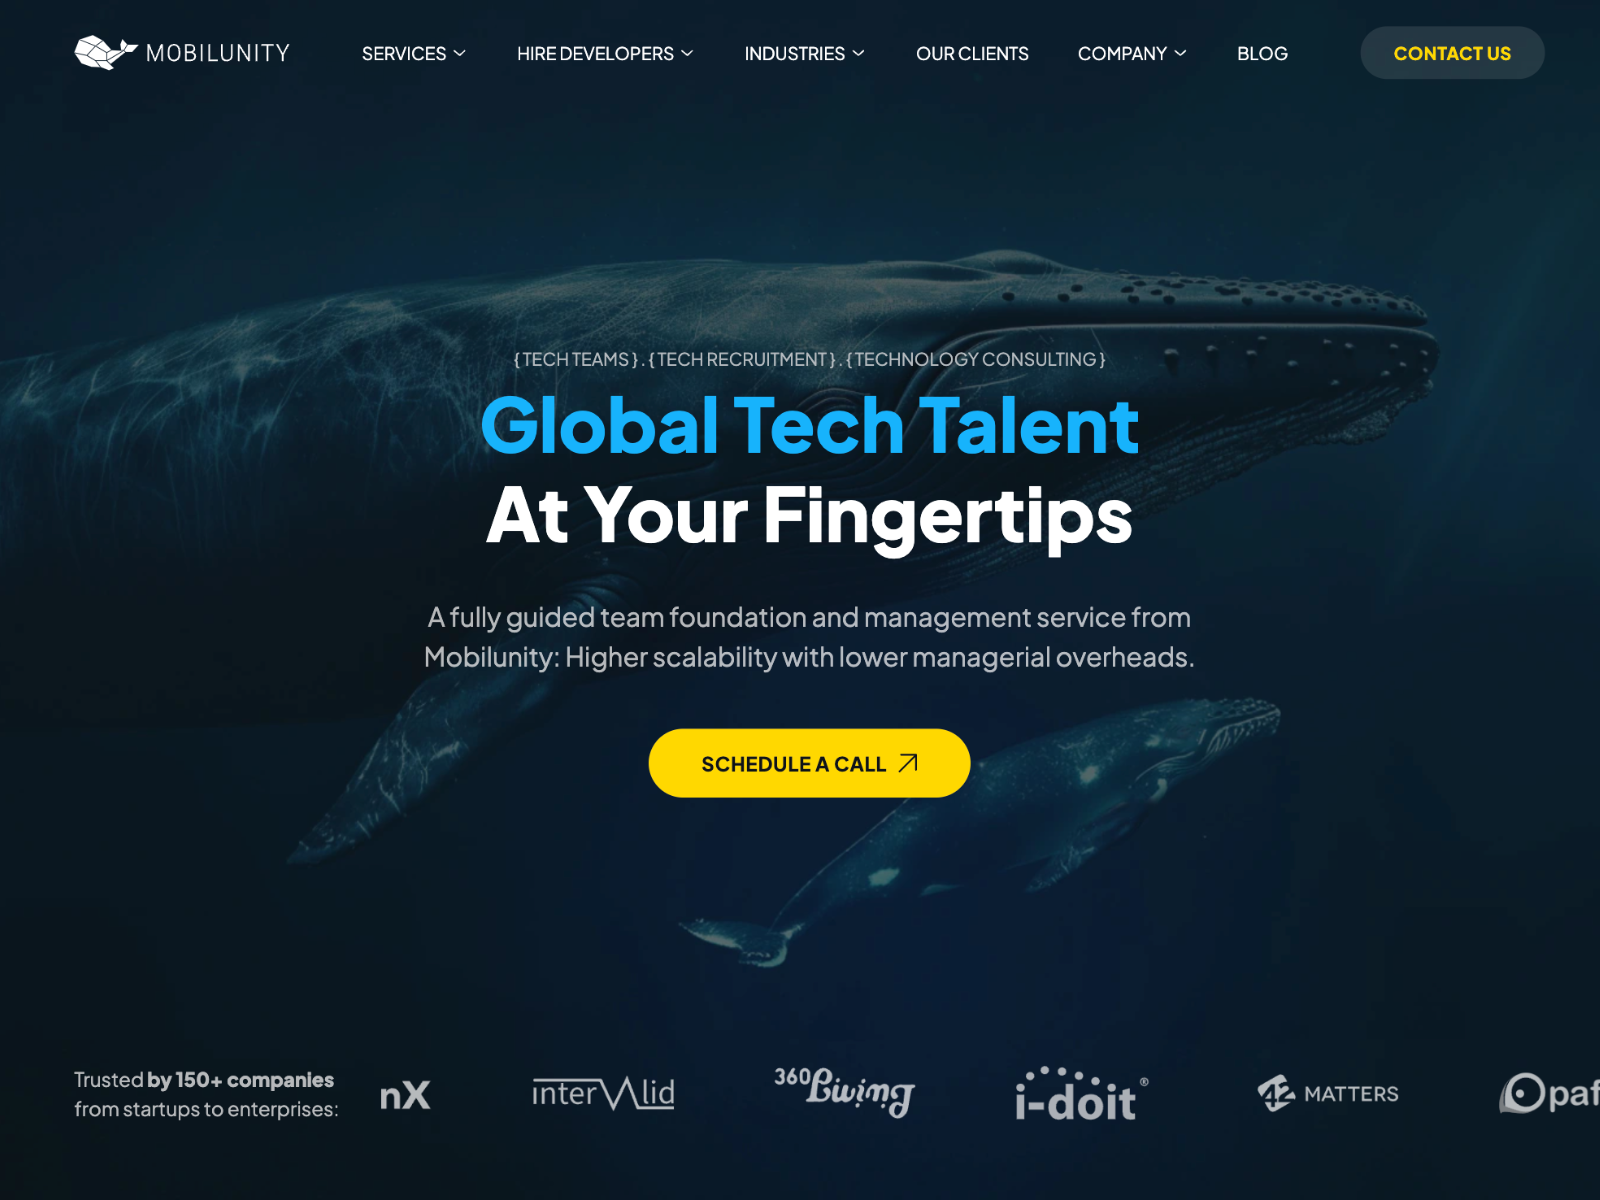 MOBILUNITY
SERVICES
HIRE DEVELOPERS
INDUSTRIES
OUR CLIENTS
COMPANY
BLOG
CONTACT US
{ TECH TEAMS } . { TECH RECRUITMENT } . { TECHNOLOGY CONSULTING }
Global Tech Talent
At Your Fingertips
A fully guided team foundation and management service from
Mobilunity: Higher scalability with lower managerial overheads.
SCHEDULE A CALL
Trusted by 150+ companies
from startups to enterprises:
nX
interValid
360Living
i-doit®
42 MATTERS